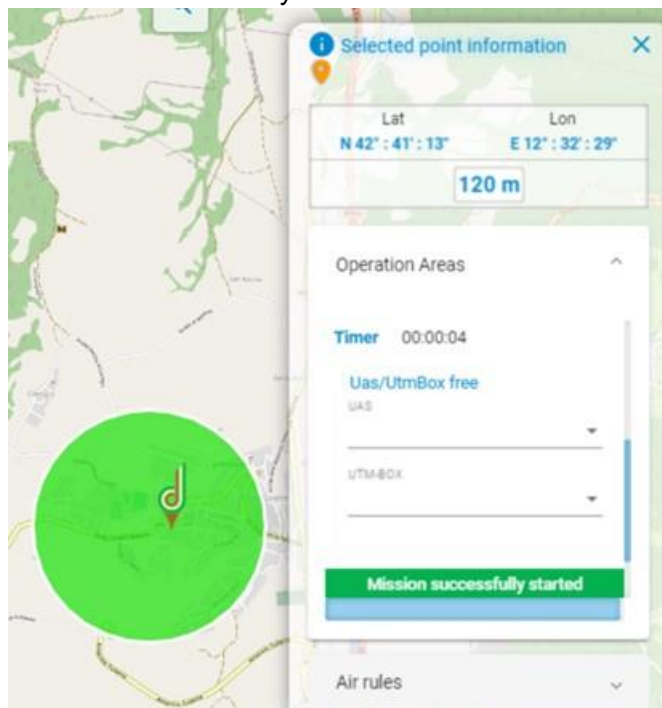 Selected point information
Lat Lon
N 42° : 41' : 13" E 12° : 32' : 29"
120 m
Operation Areas
Timer 00:00:04
Uas/UtmBox free
UAS
UTM-BOX
Mission successfully started
Air rules